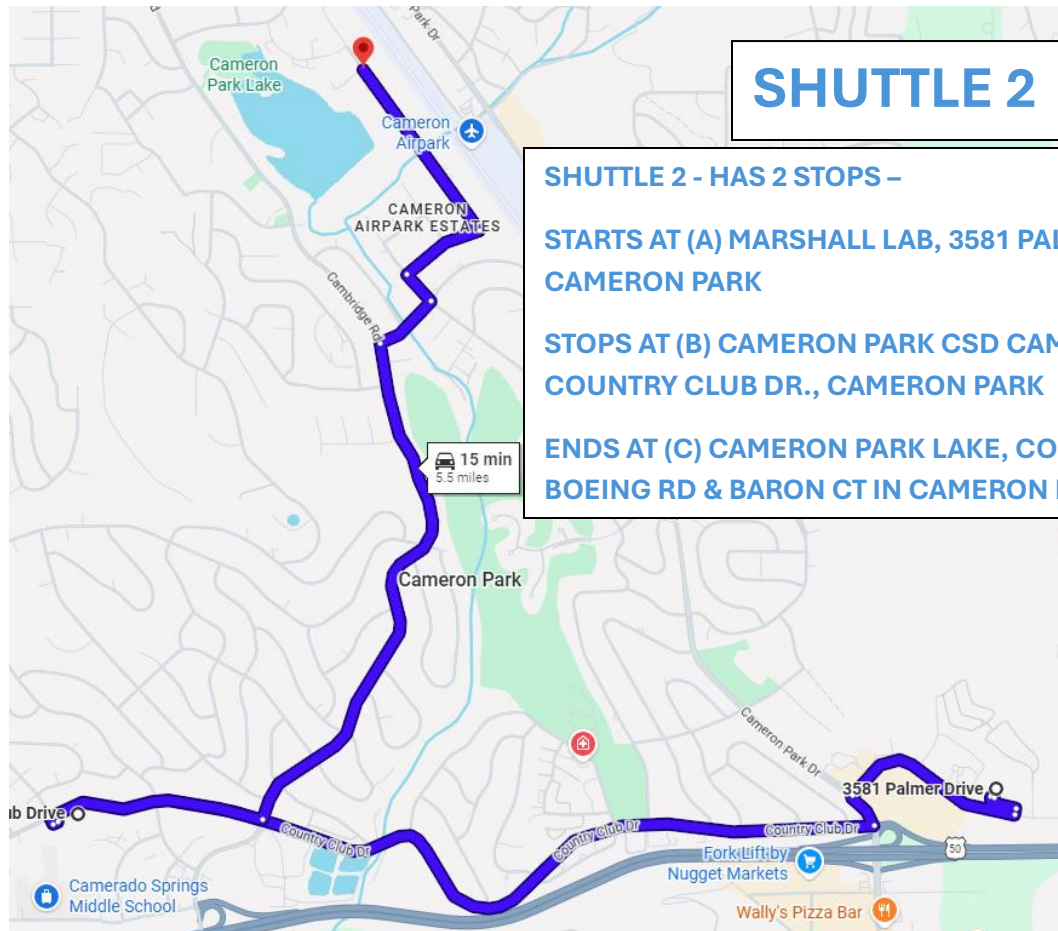 Park Dr
Cameron
Park Lake
SHUTTLE 2
Cameron
Airpark
SHUTTLE 2 - HAS 2 STOPS –
STARTS AT (A) MARSHALL LAB, 3581
CAMERON PARK
STOPS AT (B) CAMERON PARK CSD
COUNTRY CLUB DR., CAMERON PARK
ENDS AT (C) CAMERON PARK LAKE,
BOEING RD & BARON CT IN CAMERON
CAMERON
AIRPARK ESTATES
Cambridge Rd
15 min
5.5 miles
Cameron Park
Cameron Park Dr
3581 Palmer Drive
Drive
Country Club Dr
Country Club Dr
Country Club Dr
50
Fork Lift by
Nugget Markets
Camerado Springs
Middle School
Wally's Pizza Bar